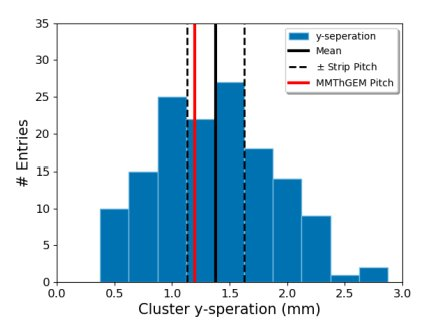 35
30
25
20
15
10
5
0
# Entries
y-seperation
Mean
± Strip Pitch
MMThGEM Pitch
0.0 0.5 1.0 1.5 2.0 2.5 3.0
Cluster y-speration (mm)